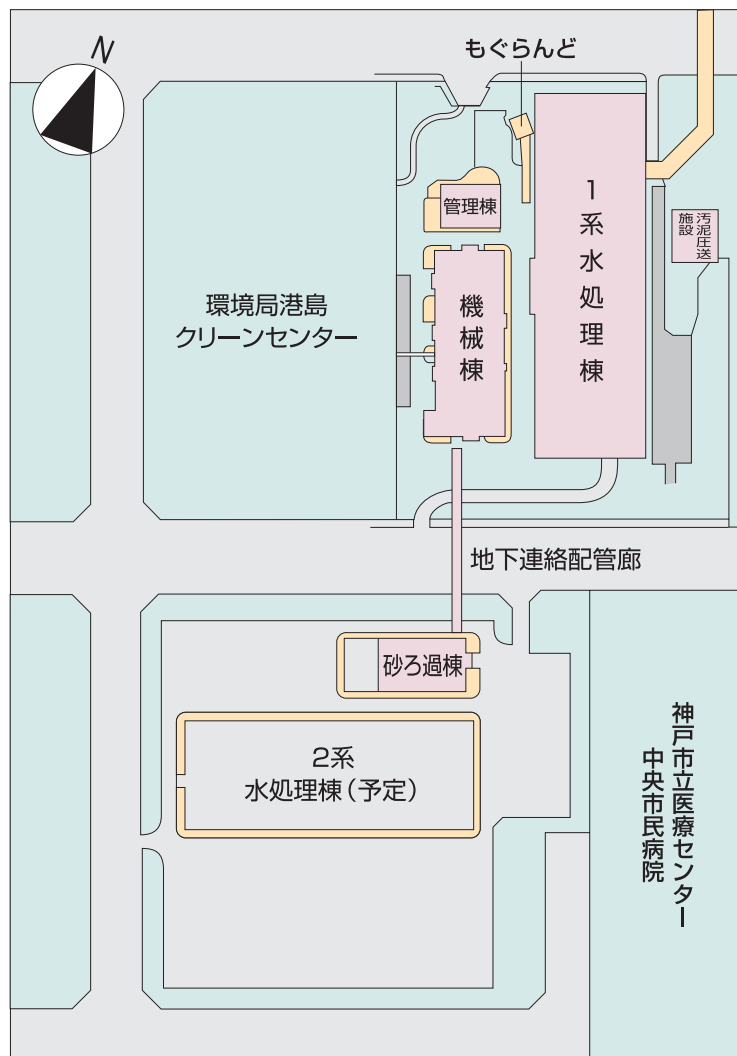 N
もぐらんど
1系水処理棟
管理棟
汚泥圧送
施設
機械棟
環境局港島
クリーンセンター
地下連絡配管廊
砂ろ過棟
2系
水処理棟(予定)
神戸市立医療センター
中央市民病院